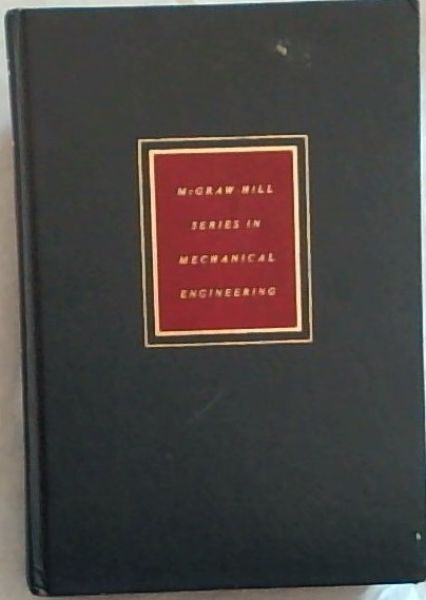 McGRAW-HILL
SERIES IN
MECHANICAL
ENGINEERING